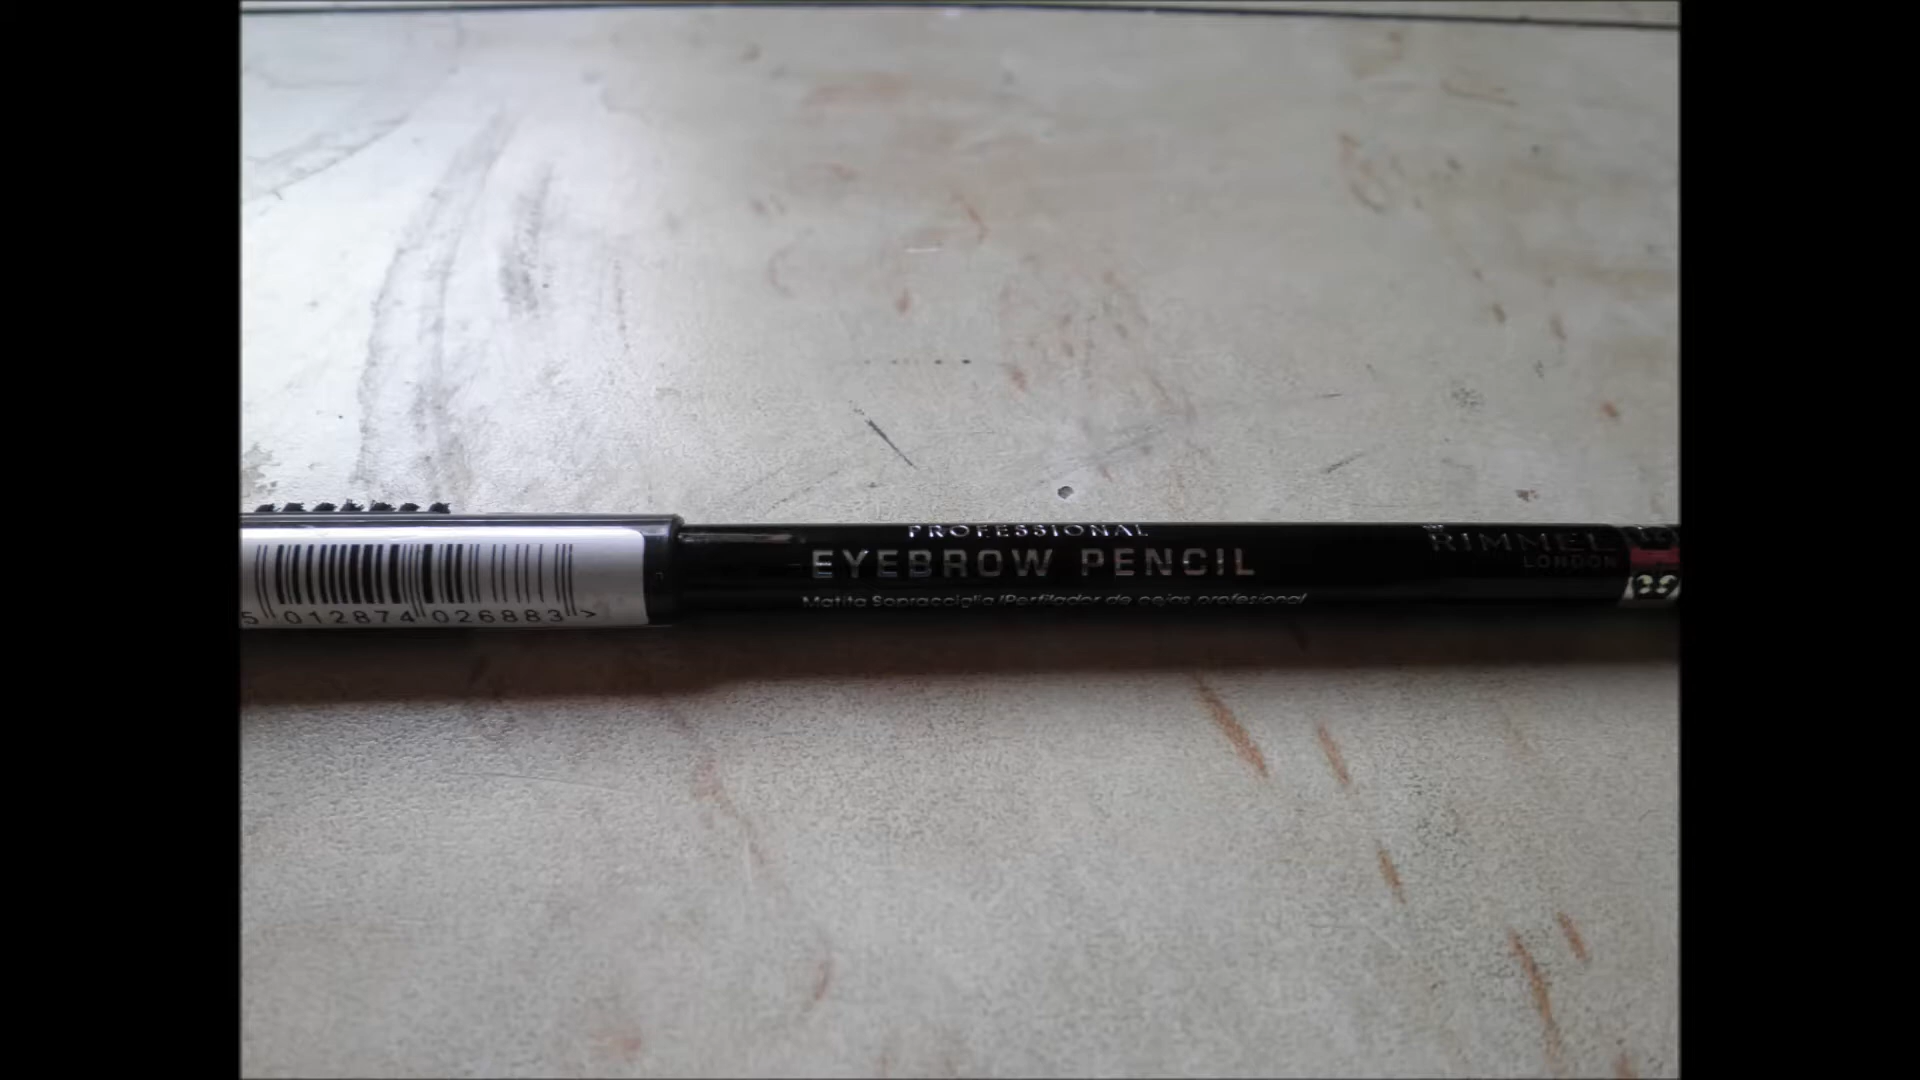 PROFESSIONAL
EYEBROW PENCIL
Matita Sopracciglia/Perfilador de cejas profesional
RIMMEL
LONDON
5 012874 026883 >